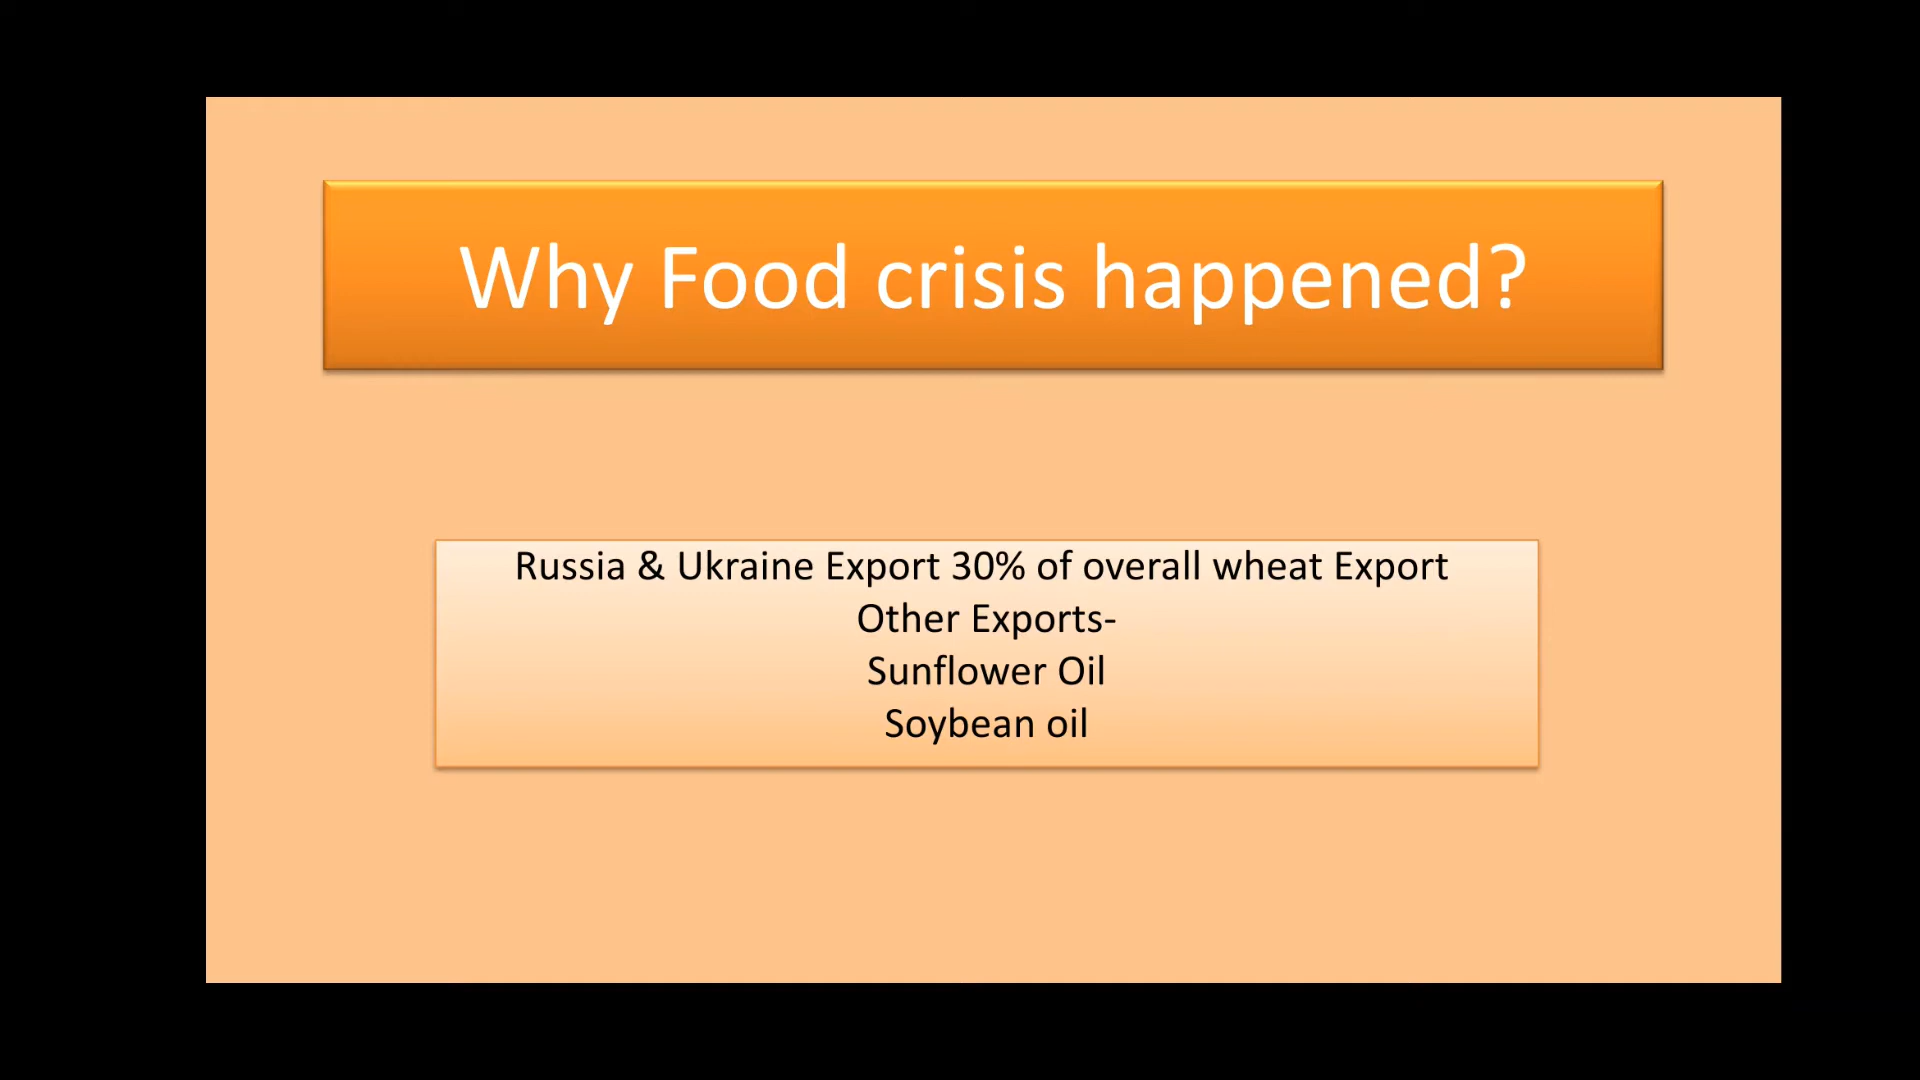 Why Food crisis happened?
Russia & Ukraine Export 30% of overall wheat Export
Other Exports-
Sunflower Oil
Soybean oil